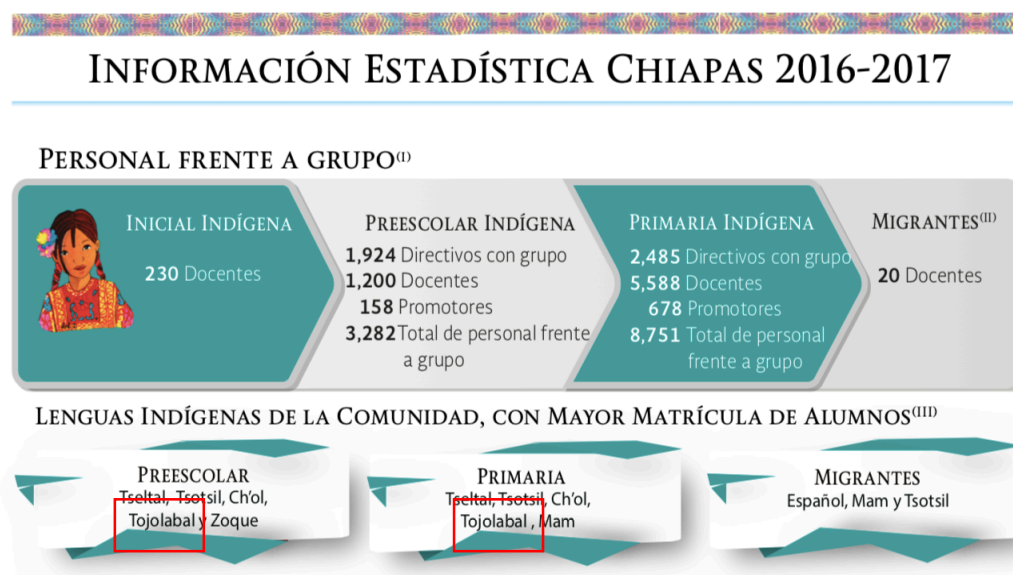 INFORMACIÓN ESTADÍSTICA CHIAPAS 2016-2017
PERSONAL FRENTE A GRUPO(I)
INICIAL INDÍGENA
230 Docentes
PREESCOLAR INDÍGENA
1,924 Directivos con grupo
1,200 Docentes
158 Promotores
3,282 Total de personal frente
a grupo
PRIMARIA INDÍGENA
2,485 Directivos con grupo
5,588 Docentes
678 Promotores
8,751 Total de personal
frente a grupo
MIGRANTES(II)
20 Docentes
LENGUAS INDÍGENAS DE LA COMUNIDAD, CON MAYOR MATRÍCULA DE ALUMNOS(III)
PREESCOLAR
Tseltal, Tsotsil, Ch'ol,
Tojolabal y Zoque
PRIMARIA
Tseltal, Tsotsil, Ch'ol,
Tojolabal , Mam
MIGRANTES
Español, Mam y Tsotsil